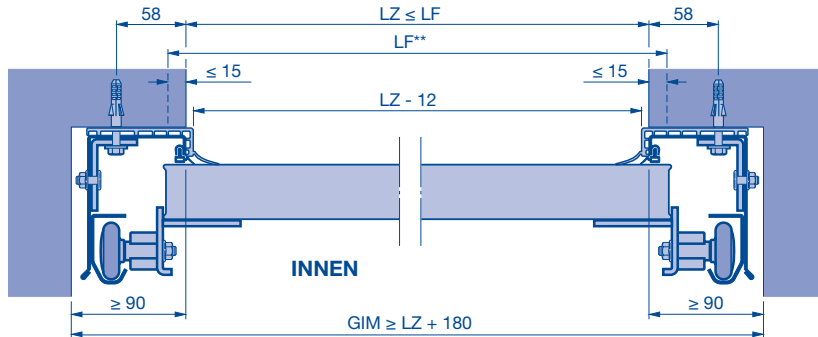 58 LZ ≤ LF 58
LF**
≤ 15 ≤ 15
LZ - 12
INNEN
≥ 90 ≥ 90
GIM ≥ LZ + 180